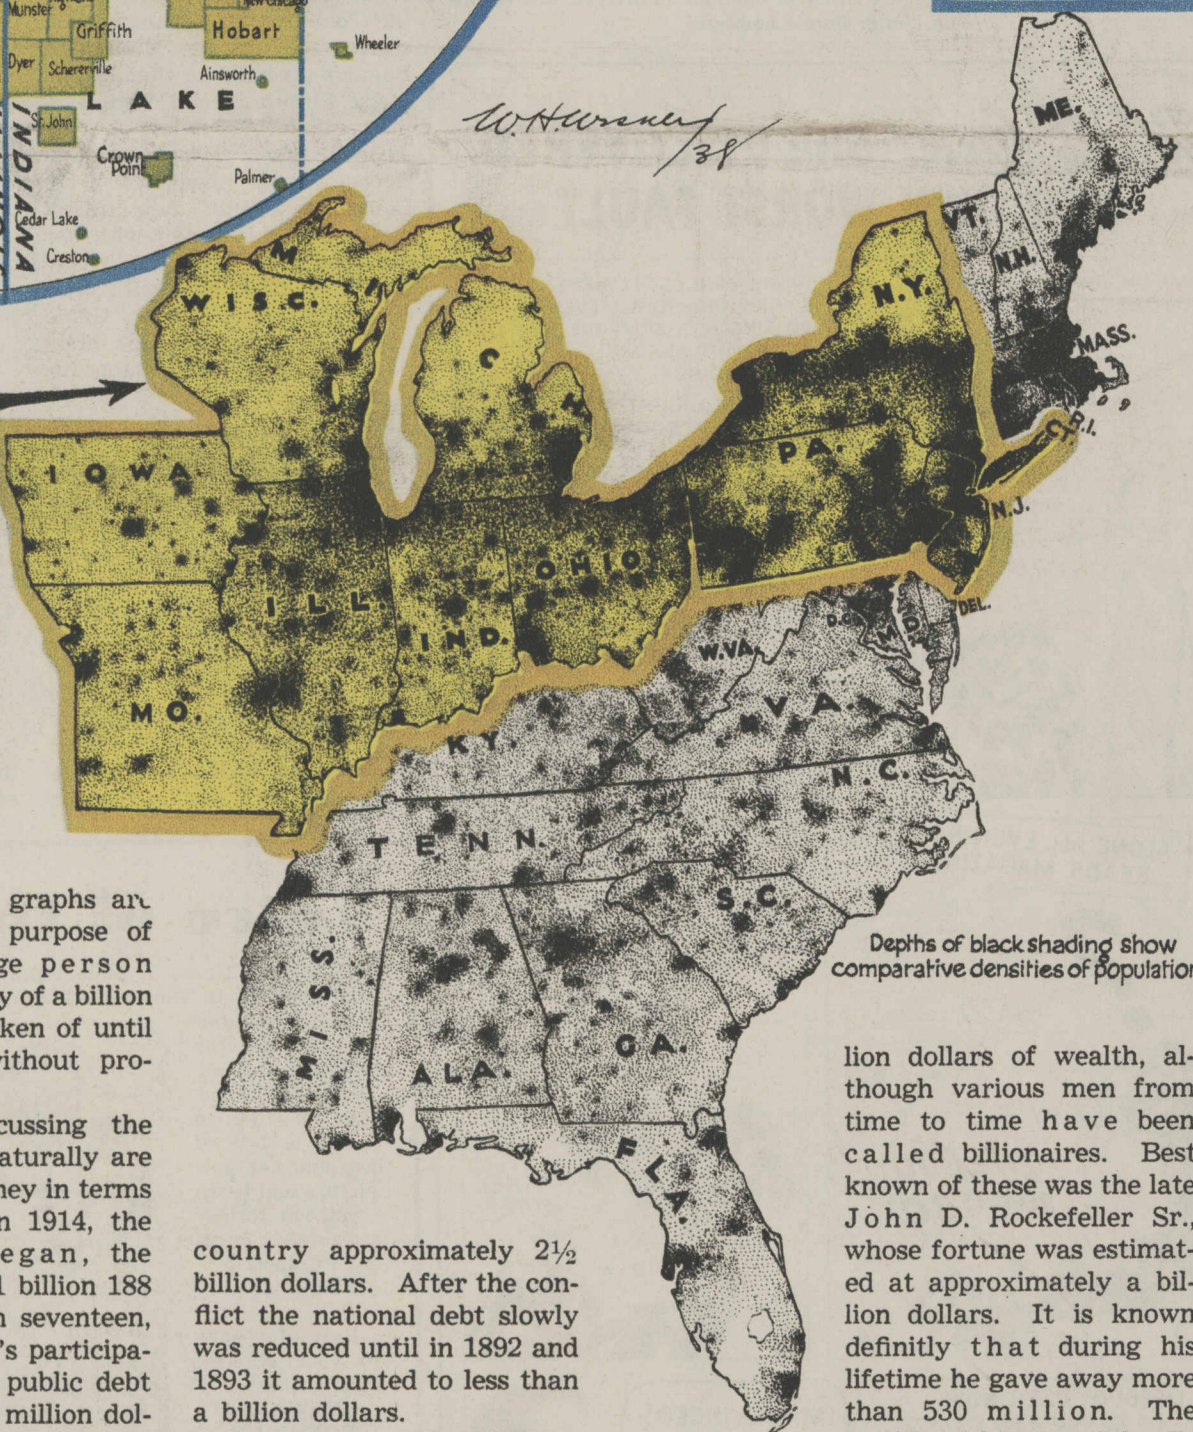 Munster
New Chicago
Griffith
Hobart
Wheeler
Dyer
Schererville
Ainsworth
LAKE
St. John
INDIANA
Crown
Point
Palmer
Cedar Lake
Creston
W.H. Wisner
/38
ME.
VT.
N.H.
MICH
WISC.
N.Y.
MASS.
CT.
R.I.
IOWA
PA.
N.J.
ILL.
OHIO
IND.
DEL.
D.C.
MD.
W.VA.
MO.
VA.
KY.
N.C.
TENN.
S.C.
MISS.
ALA.
GA.
FLA.
Depths of black shading show
comparative densities of population
graphs are
purpose of
ge person
y of a billion
ken of until
without pro-
cussing the
aturally are
ney in terms
n 1914, the
egan, the
1 billion 188
n seventeen,
's participa-
public debt
million dol-
country approximately 2½
billion dollars. After the con-
flict the national debt slowly
was reduced until in 1892 and
1893 it amounted to less than
a billion dollars.
lion dollars of wealth, al-
though various men from
time to time have been
called billionaires. Best
known of these was the late
John D. Rockefeller Sr.,
whose fortune was estimat-
ed at approximately a bil-
lion dollars. It is known
definitly that during his
lifetime he gave away more
than 530 million. The